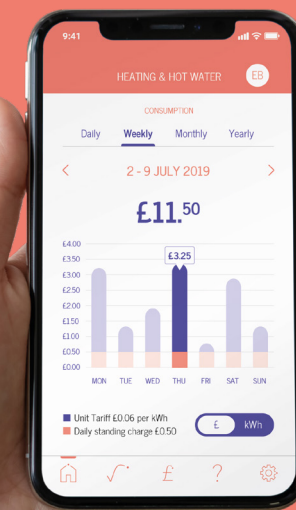 9:41
HEATING & HOT WATER EB
CONSUMPTION
Daily Weekly Monthly Yearly
< 2 - 9 JULY 2019 >
£11.50
£4.00
£3.50
£3.25
£3.00
£2.50
£2.00
£1.50
£1.00
£0.50
£0.00
MON TUE WED THU FRI SAT SUN
Unit Tariff £0.06 per kWh
Daily standing charge £0.50
£ kWh
£ ?